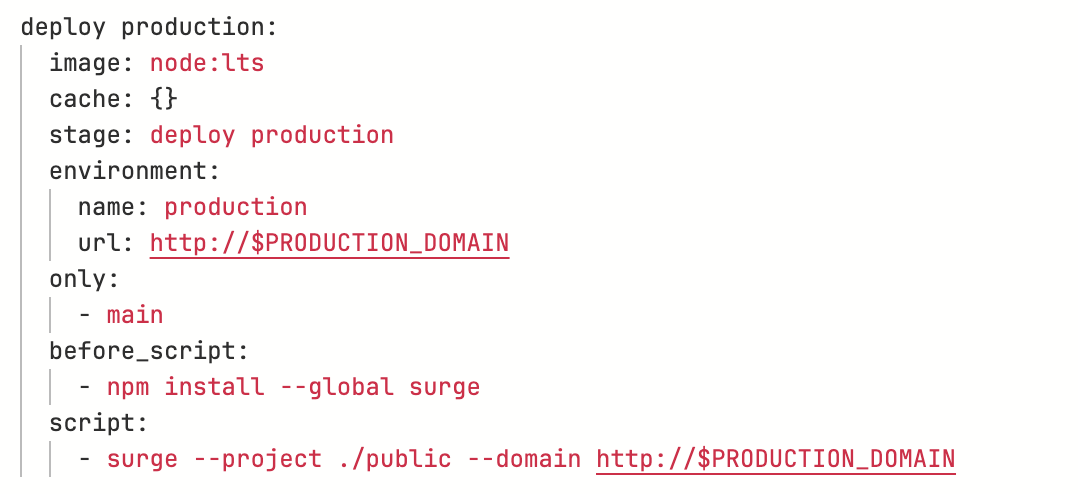 deploy production:
image: node:lts
cache: {}
stage: deploy production
environment:
name: production
url: http://$PRODUCTION_DOMAIN
only:
- main
before_script:
- npm install --global surge
script:
- surge --project ./public --domain http://$PRODUCTION_DOMAIN